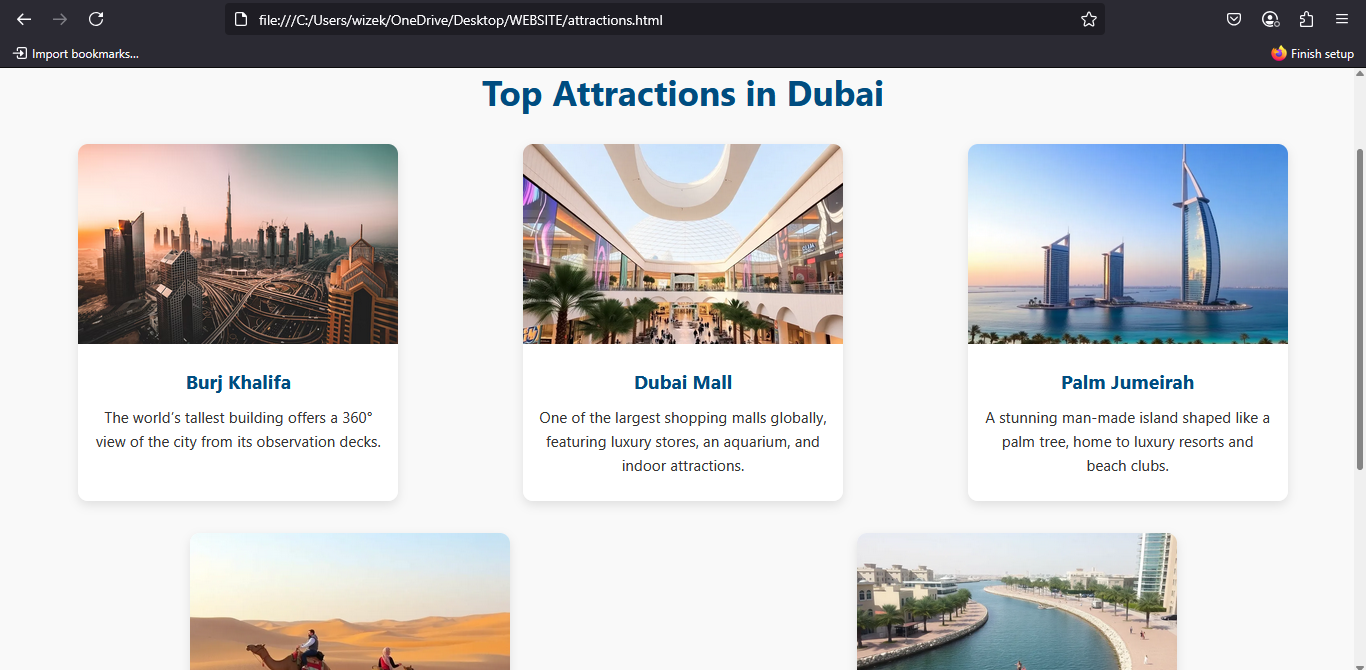 file:///C:/Users/wizek/OneDrive/Desktop/WEBSITE/attractions.html
Import bookmarks...
Finish setup
Top Attractions in Dubai
Burj Khalifa
The world's tallest building offers a 360°
view of the city from its observation decks.
Dubai Mall
One of the largest shopping malls globally,
featuring luxury stores, an aquarium, and
indoor attractions.
Palm Jumeirah
A stunning man-made island shaped like a
palm tree, home to luxury resorts and
beach clubs.